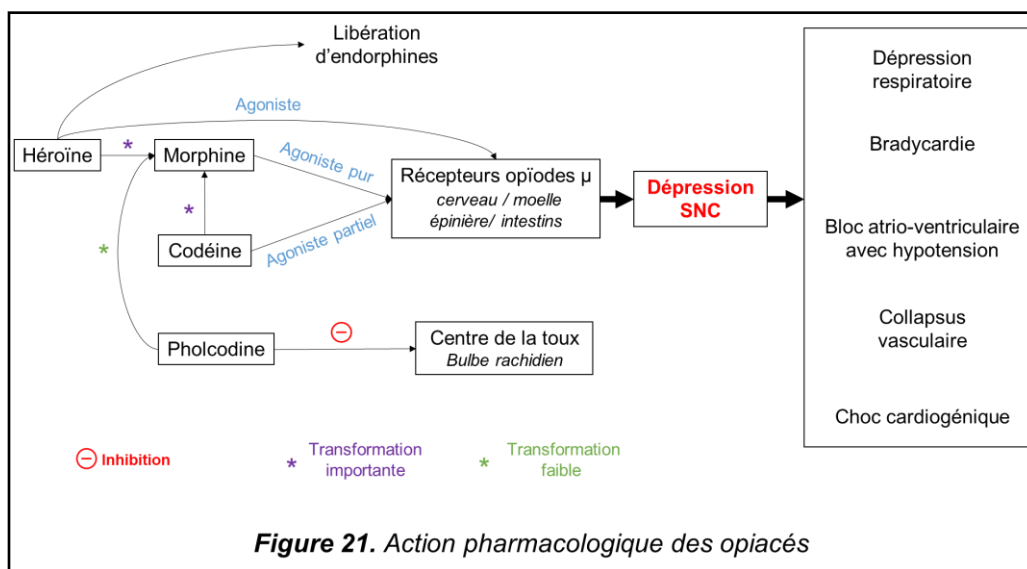 Libération
d'endorphines
Agoniste
Héroïne
*
Morphine
Agoniste pur
*
Codéine
Agoniste partiel
*
Récepteurs opïodes µ
cerveau / moelle
épinière/ intestins
Dépression
SNC
Pholcodine
Centre de la toux
Bulbe rachidien
Dépression
respiratoire
Bradycardie
Bloc atrio-ventriculaire
avec hypotension
Collapsus
vasculaire
Choc cardiogénique
Inhibition
* Transformation
importante
* Transformation
faible
Figure 21. Action pharmacologique des opiacés